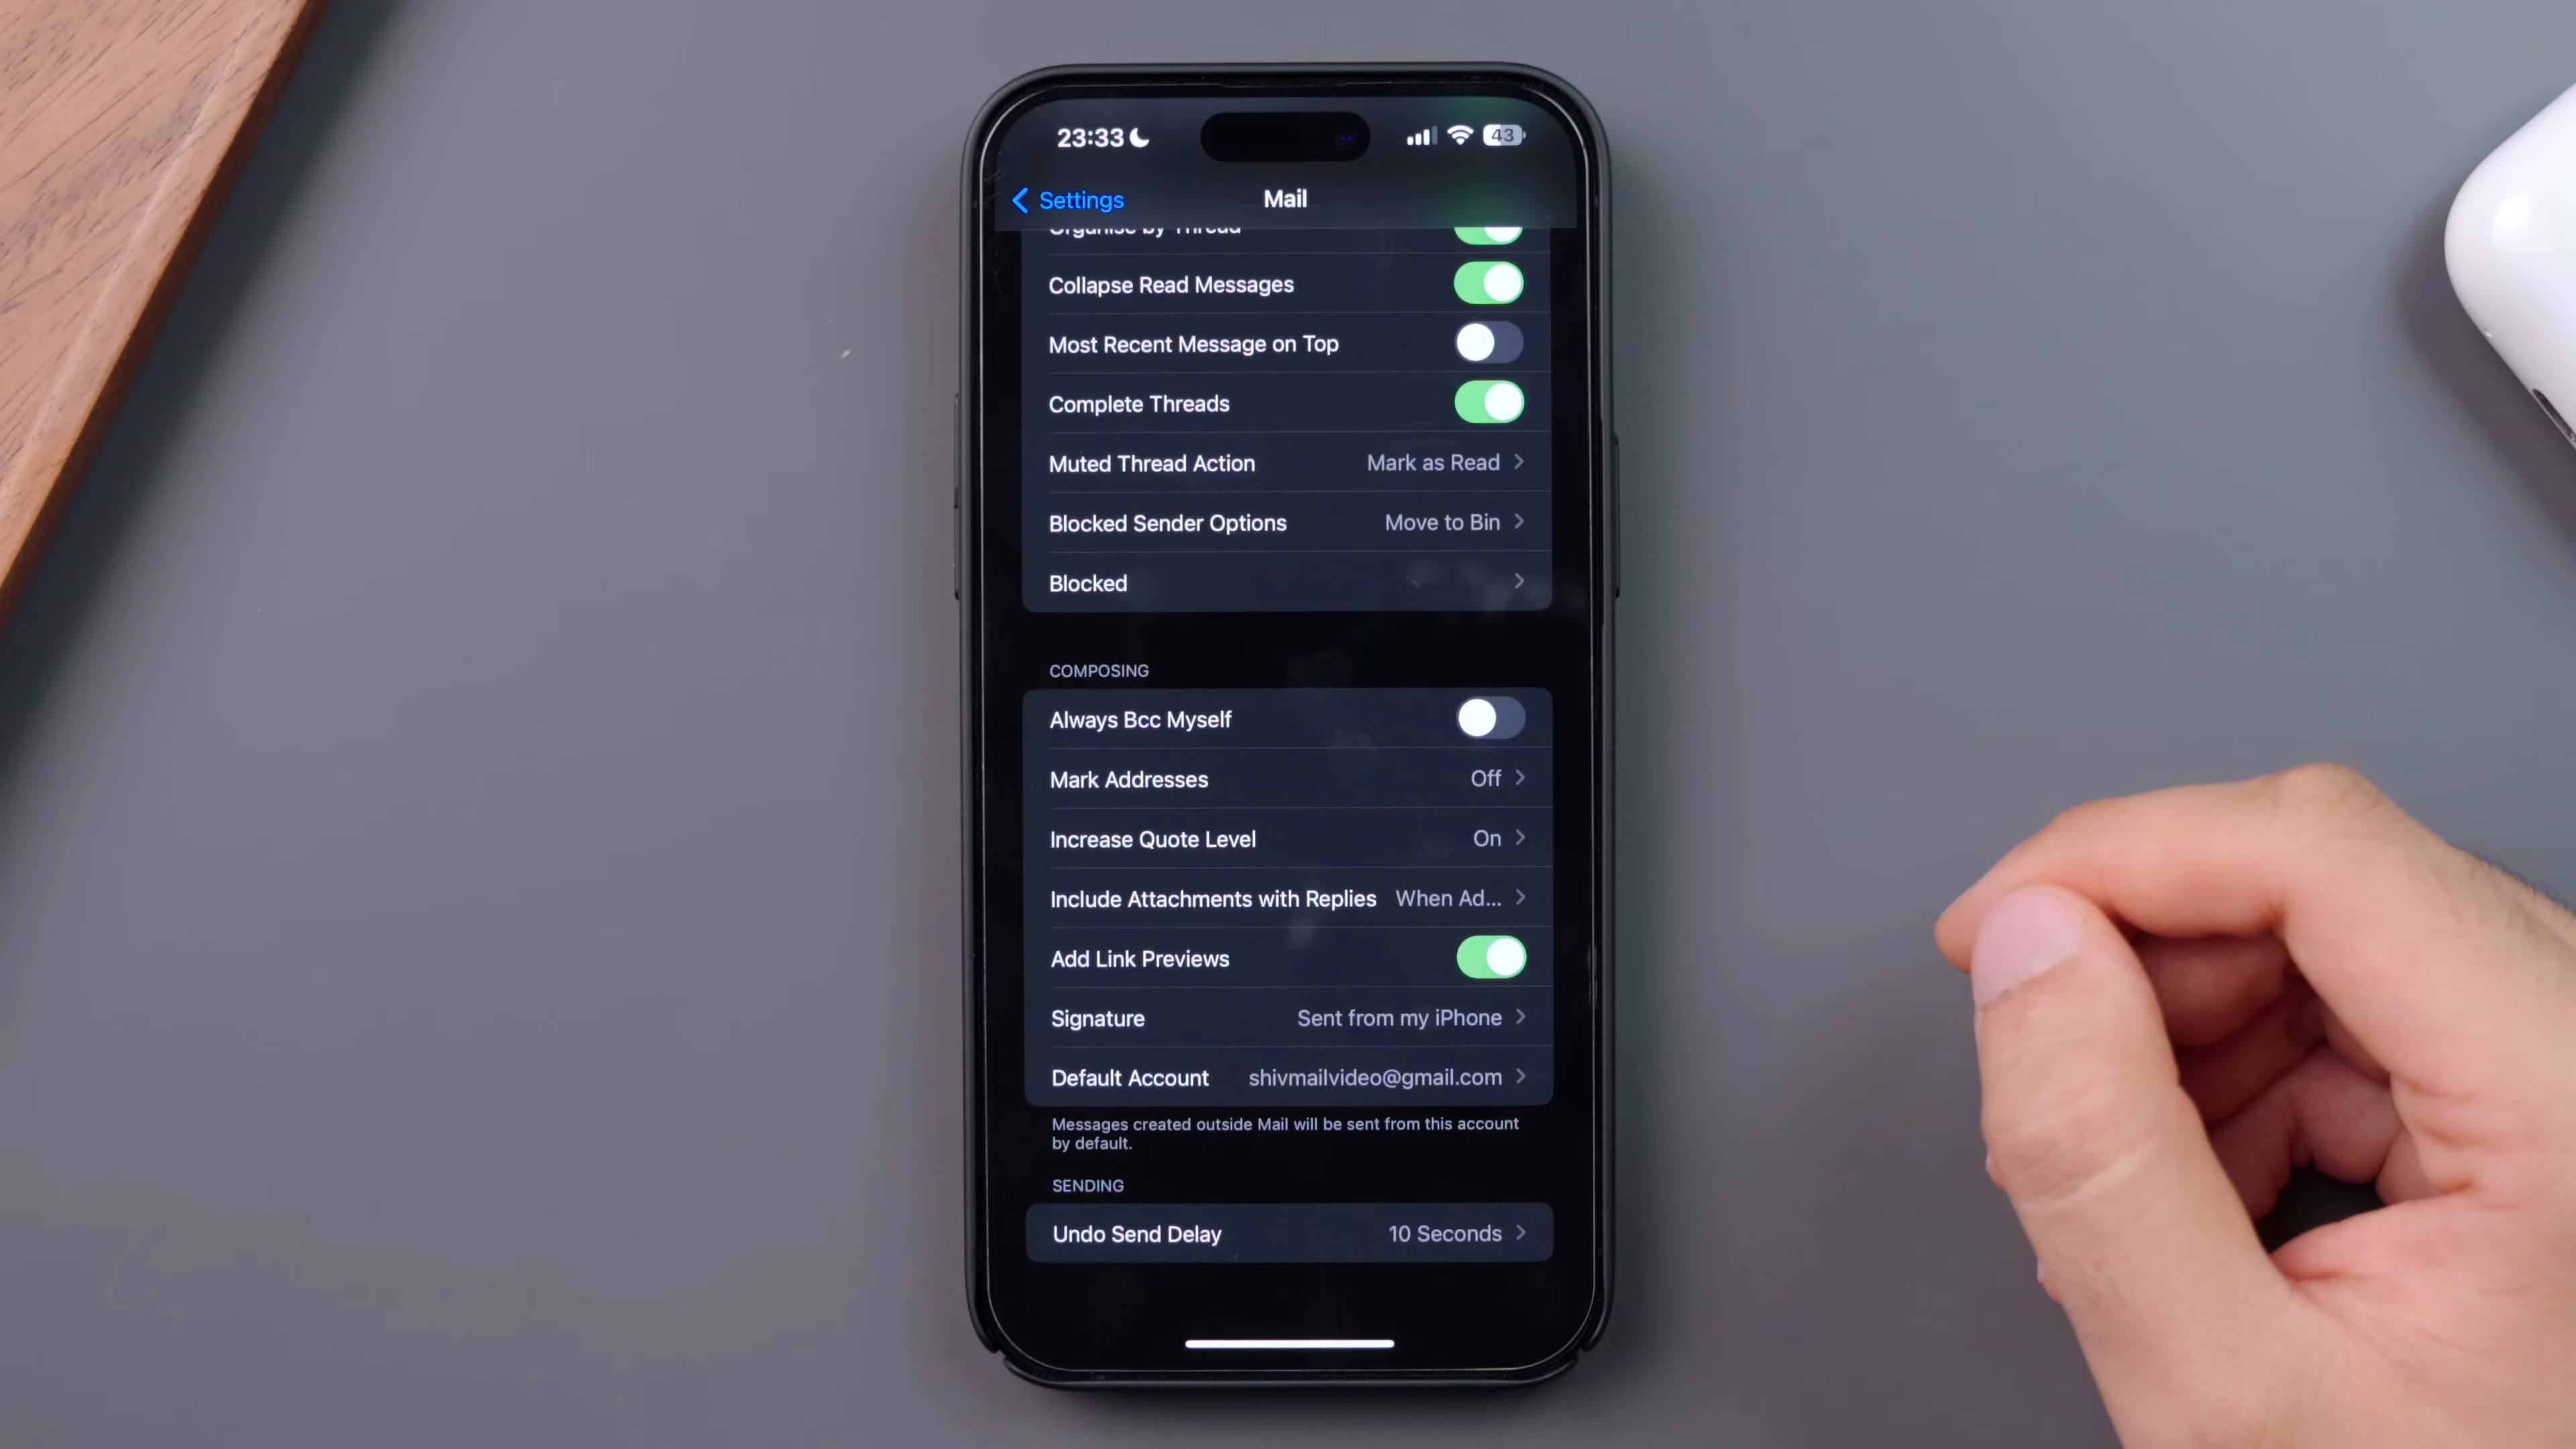 23:33
43
Settings
Mail
Organise by Thread
Collapse Read Messages
Most Recent Message on Top
Complete Threads
Muted Thread Action Mark as Read
Blocked Sender Options Move to Bin
Blocked
COMPOSING
Always Bcc Myself
Mark Addresses Off
Increase Quote Level On
Include Attachments with Replies When Ad...
Add Link Previews
Signature Sent from my iPhone
Default Account shivmailvideo@gmail.com
Messages created outside Mail will be sent from this account
by default.
SENDING
Undo Send Delay 10 Seconds